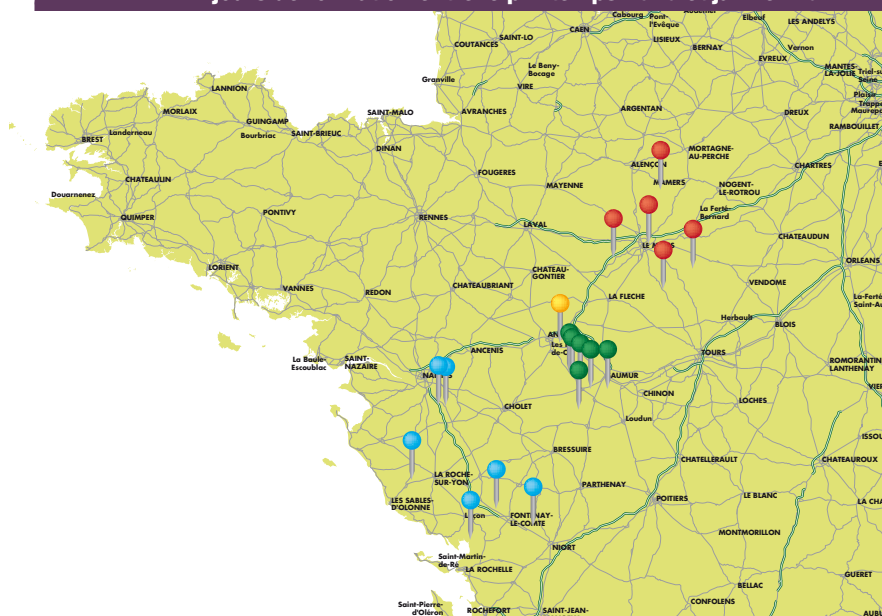 Cabourg
Pont-
l'Evêque
Elbeuf
LES ANDELYS
CAEN
SAINT-LO
COUTANCES
LISIEUX
BERNAY
Vernon
EVREUX
MANTES-
LA-JOLIE
Le Beny-
Bocage
Granville
VIRE
Plaisir
LANNION
MORLAIX
GUINGAMP
SAINT-MALO
AVRANCHES
ARGENTAN
DREUX
RAMBOUILLET
BREST
Landerneau
Bourbriac
SAINT-BRIEUC
DINAN
MORTAGNE-
AU-PERCHE
ALENÇON
CHARTRES
FOUGERES
MAYENNE
MAMERS
CHATEAULIN
NOGENT-
LE-ROTROU
Douarnenez
QUIMPER
PONTIVY
RENNES
LAVAL
La Ferté
Bernard
CHATEAUDUN
LE MANS
ORLEANS
LORIENT
VANNES
REDON
CHATEAUBRIANT
CHATEAU-
GONTIER
LA FLECHE
VENDOME
Herbault
BLOIS
La Baule-
Escoublac
SAINT-
NAZAIRE
ANCENIS
TOURS
ROMORANTIN
LANTHENAY
AUMUR
CHINON
LOCHES
CHOLET
Loudun
BRESSUIRE
CHATELLERAULT
CHATEAUROUX
LA ROCHE-
SUR-YON
PARTHENAY
LES SABLES-
D'OLONNE
POITIERS
LE BLANC
FONTENAY-
LE-COMTE
MONTMORILLON
NIORT
Saint-Martin-
de-Ré
LA ROCHELLE
GUERET
BELLAC
Saint-Pierre-
d'Oléron
ROCHEFORT
SAINT-JEAN-
CONFOLENS